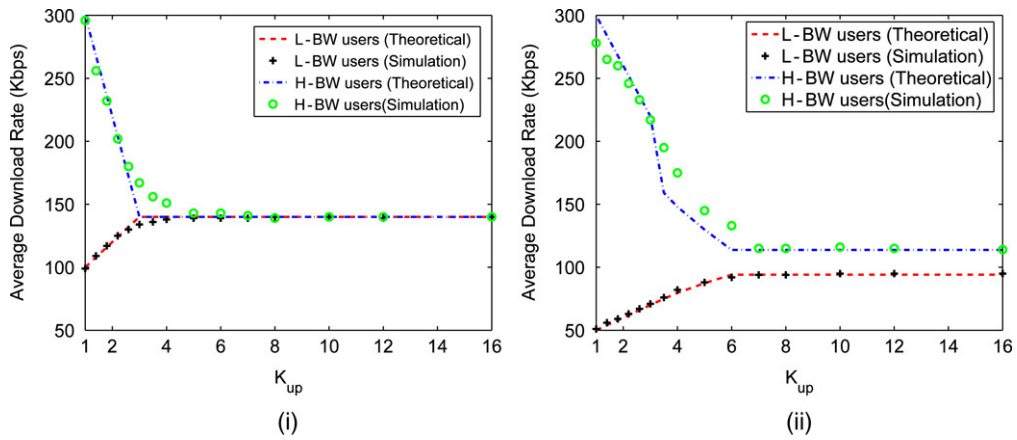 300
250
200
150
100
50
Average Download Rate (Kbps)
L-BW users (Theoretical)
L-BW users (Simulation)
H-BW users (Theoretical)
H-BW users(Simulation)
1 2 4 6 8 10 12 14 16
K_up
(i)
300
250
200
150
100
50
Average Download Rate (Kbps)
L-BW users (Theoretical)
L-BW users (Simulation)
H-BW users (Theoretical)
H-BW users(Simulation)
1 2 4 6 8 10 12 14 16
K_up
(ii)